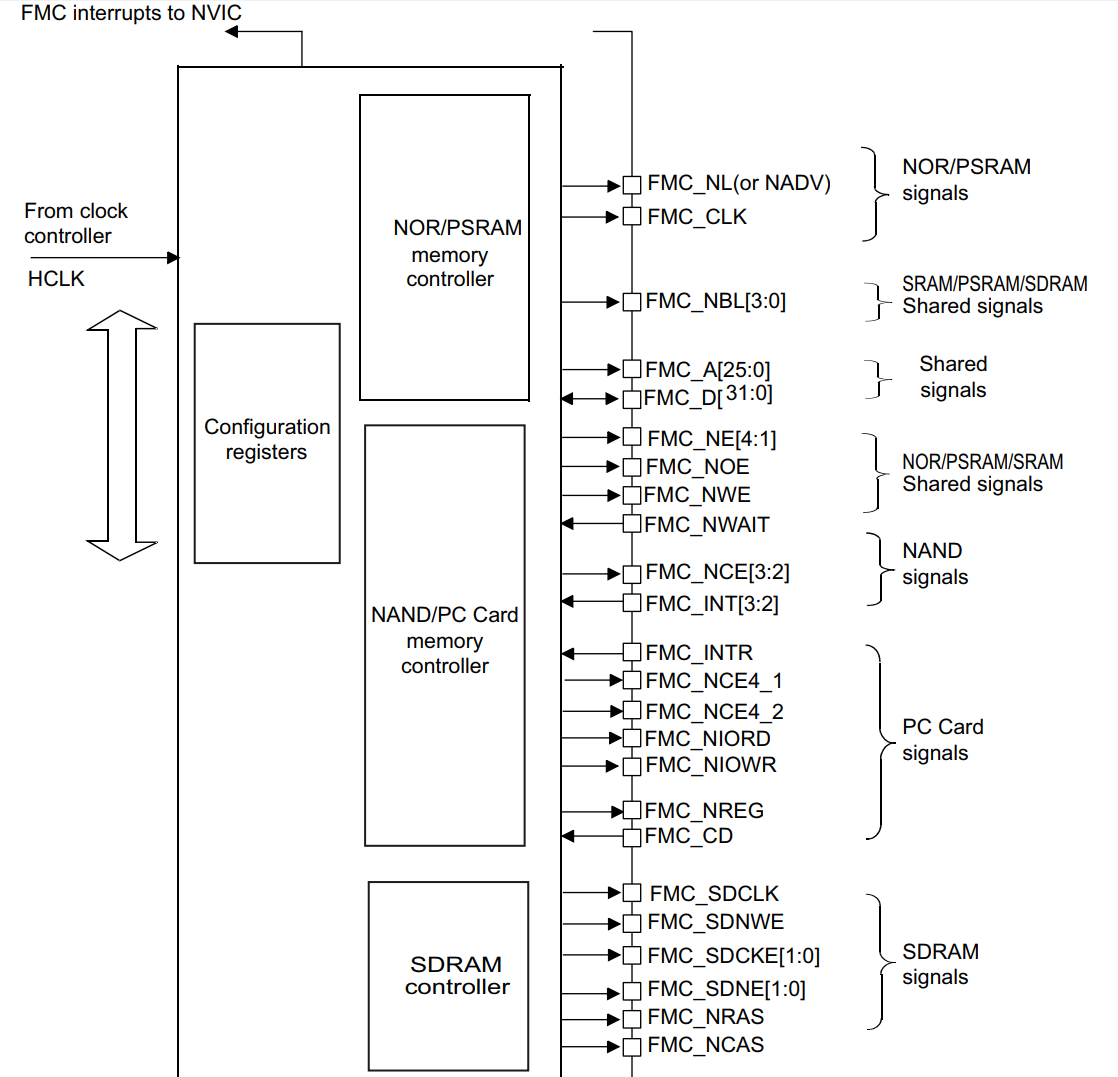 FMC interrupts to NVIC
From clock
controller
HCLK
Configuration
registers
NOR/PSRAM
memory
controller
NAND/PC Card
memory
controller
SDRAM
controller
FMC_NL(or NADV)
FMC_CLK
FMC_NBL[3:0]
FMC_A[25:0]
FMC_D[31:0]
FMC_NE[4:1]
FMC_NOE
FMC_NWE
FMC_NWAIT
FMC_NCE[3:2]
FMC_INT[3:2]
FMC_INTR
FMC_NCE4_1
FMC_NCE4_2
FMC_NIORD
FMC_NIOWR
FMC_NREG
FMC_CD
FMC_SDCLK
FMC_SDNWE
FMC_SDCKE[1:0]
FMC_SDNE[1:0]
FMC_NRAS
FMC_NCAS
NOR/PSRAM
signals
SRAM/PSRAM/SDRAM
Shared signals
Shared
signals
NOR/PSRAM/SRAM
Shared signals
NAND
signals
PC Card
signals
SDRAM
signals